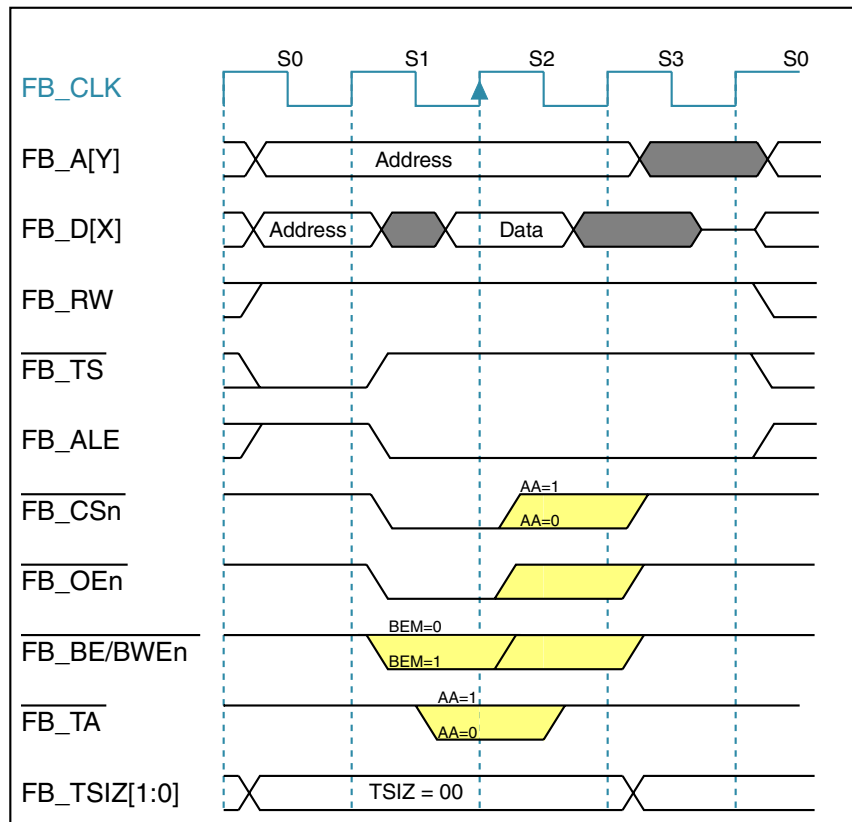 S0 S1 S2 S3 S0
FB_CLK
FB_A[Y] Address
FB_D[X] Address Data
FB_RW
FB_TS
FB_ALE
AA=1
FB_CSn AA=0
FB_OEn
BEM=0
FB_BE/BWEn BEM=1
AA=1
FB_TA AA=0
FB_TSIZ[1:0] TSIZ = 00